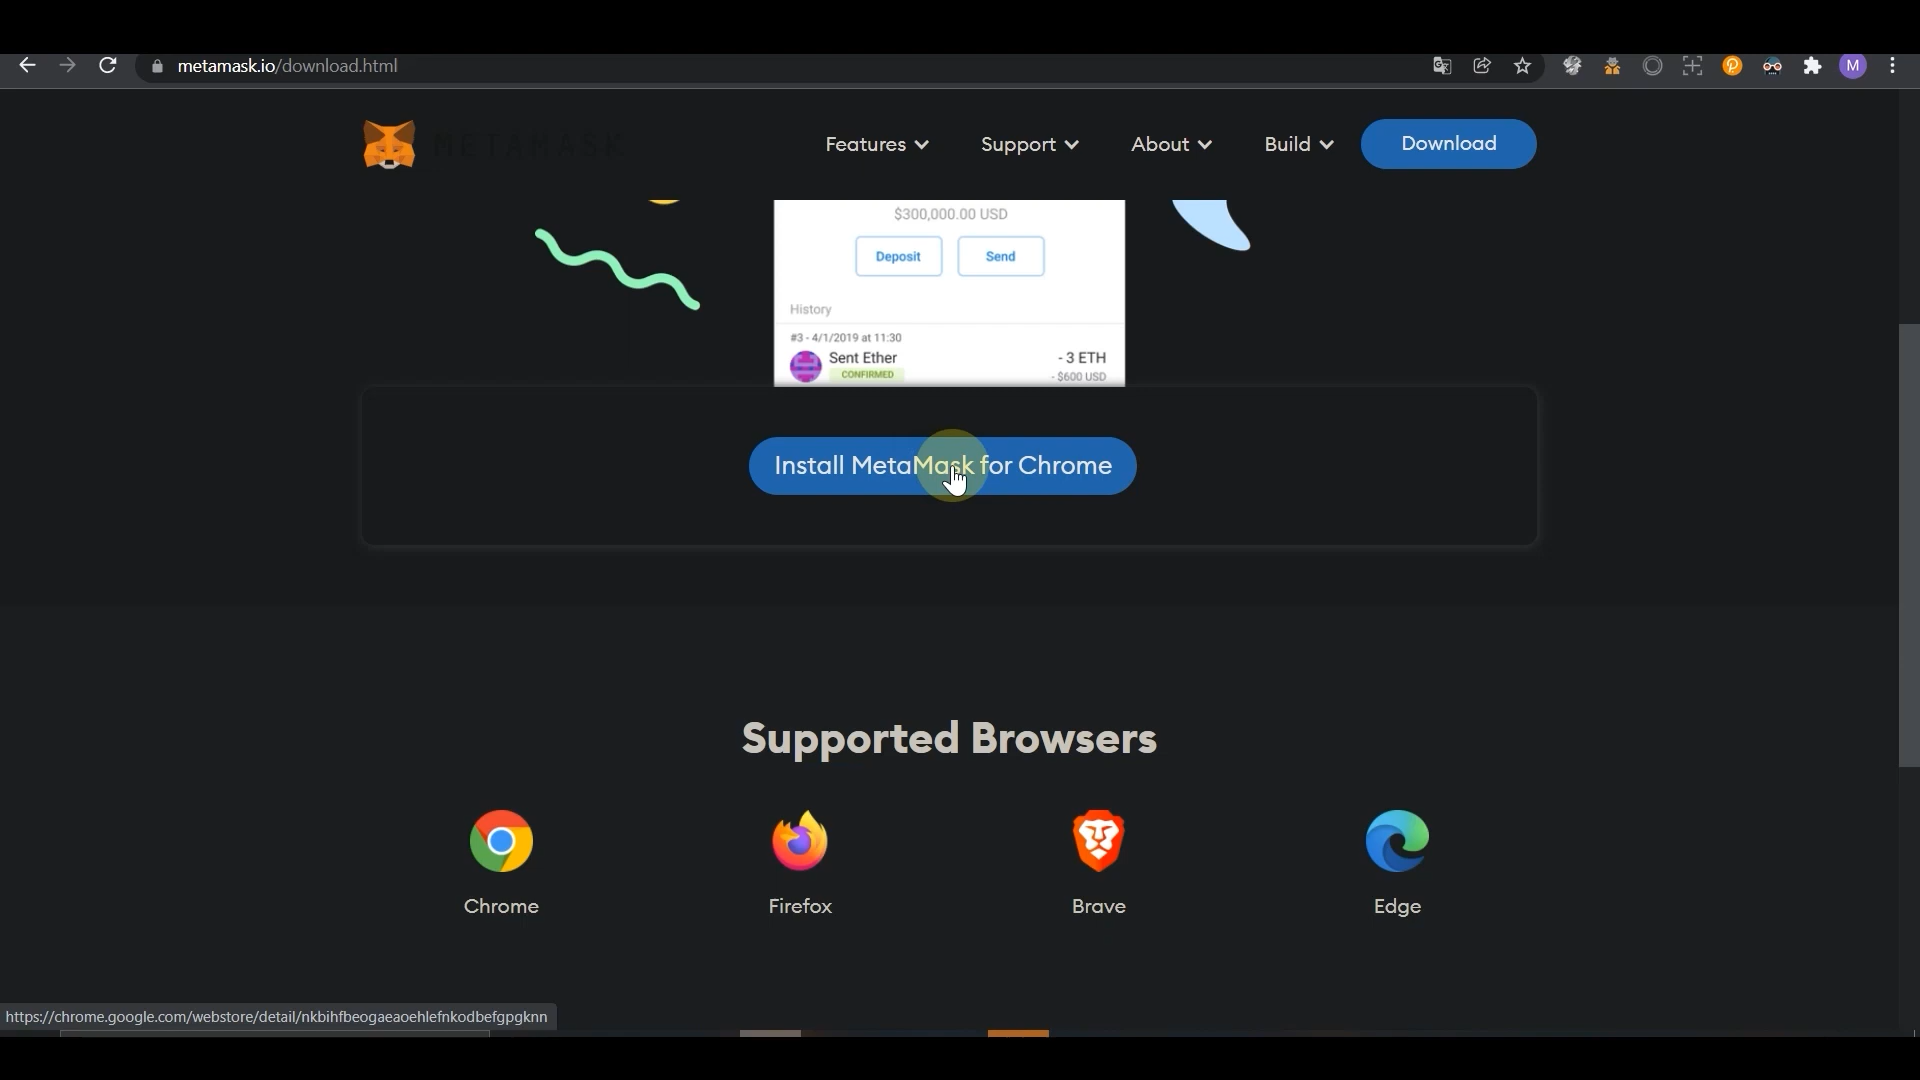 metamask.io/download.html
M
METAMASK
Features
Support
About
Build
Download
$300,000.00 USD
Deposit
Send
History
#3 - 4/1/2019 at 11:30
Sent Ether
- 3 ETH
CONFIRMED
- $600 USD
Install MetaMask for Chrome
Supported Browsers
Chrome
Firefox
Brave
Edge
https://chrome.google.com/webstore/detail/nkbihfbeogaeaoehlefnkodbefgpgknn